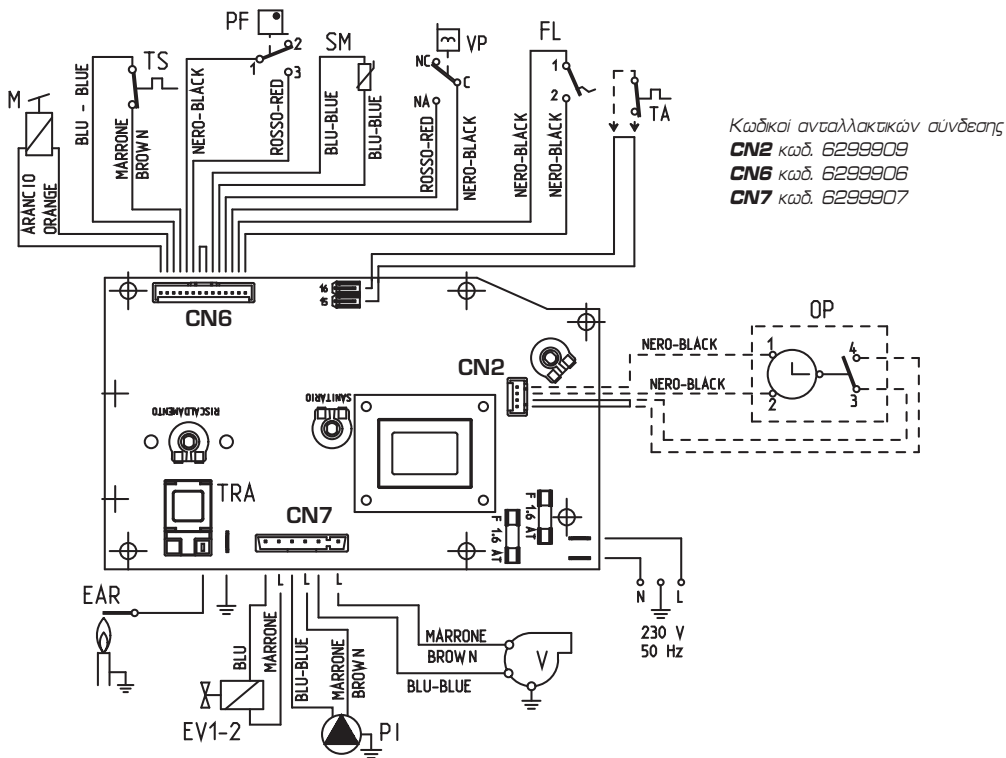 PF
SM
VP
FL
TS
M
TA
2
1
3
NC
C
NA
1
2
BLU - BLUE
MARRONE
BROWN
NERO-BLACK
ROSSO-RED
BLU-BLUE
BLU-BLUE
ROSSO-RED
NERO-BLACK
NERO-BLACK
NERO-BLACK
ARANCIO
ORANGE
Κωδικοί ανταλλακτικών σύνδεσης
CN2 κωδ. 6299909
CN6 κωδ. 6299906
CN7 κωδ. 6299907
CN6
16
15
OP
NERO-BLACK
NERO-BLACK
1
2
4
3
CN2
RISCALDAMENTO
SANITARIO
TRA
CN7
F 1.6 AT
F 1.6 AT
EAR
L
L
L
N
L
230 V
50 Hz
BLU
MARRONE
BLU-BLUE
MARRONE
BROWN
MARRONE
BROWN
BLU-BLUE
V
EV1-2
PI